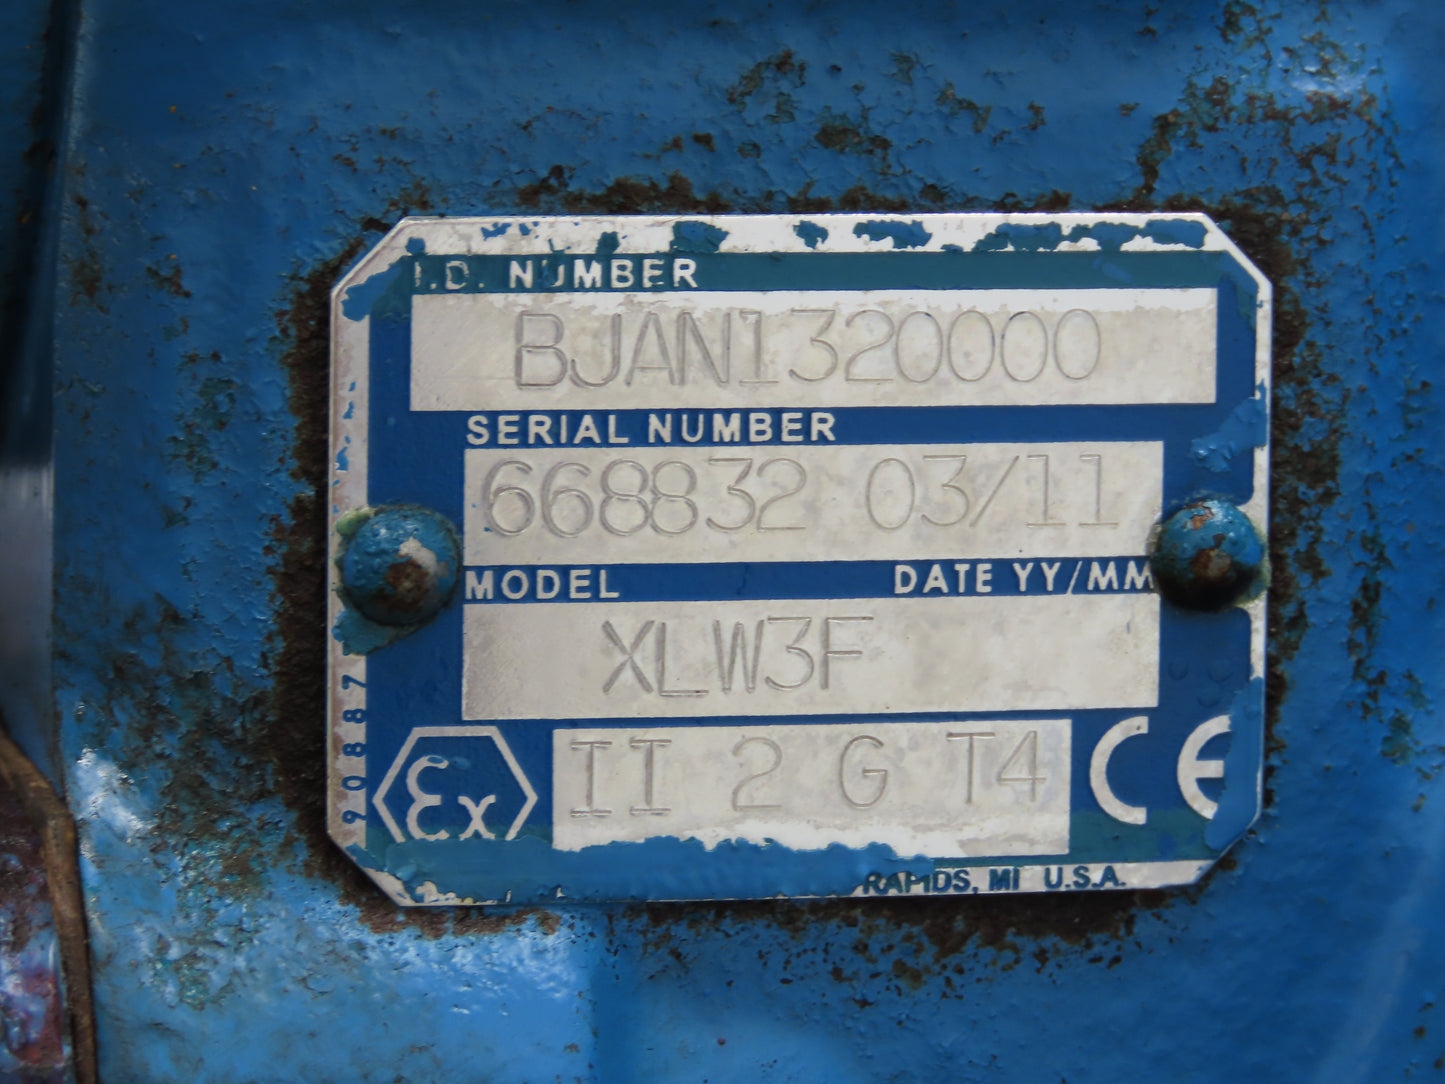 I.D. NUMBER
BJAN1320000
SERIAL NUMBER
668832 03/11
MODEL DATE YY/MM
XLW3F
90887
Ex II 2 G T4 CE
RAPIDS, MI U.S.A.